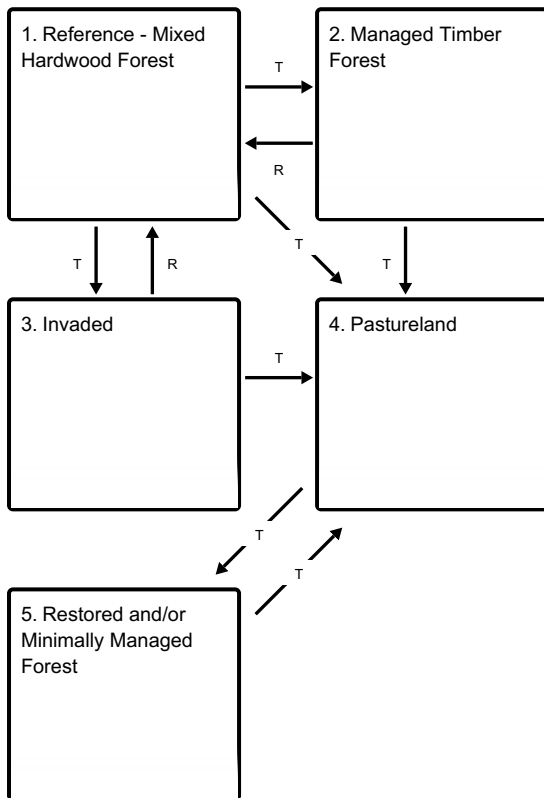 1. Reference - Mixed
Hardwood Forest
2. Managed Timber
Forest
T
R
T
T
R
T
3. Invaded
4. Pastureland
T
T
T
5. Restored and/or
Minimally Managed
Forest